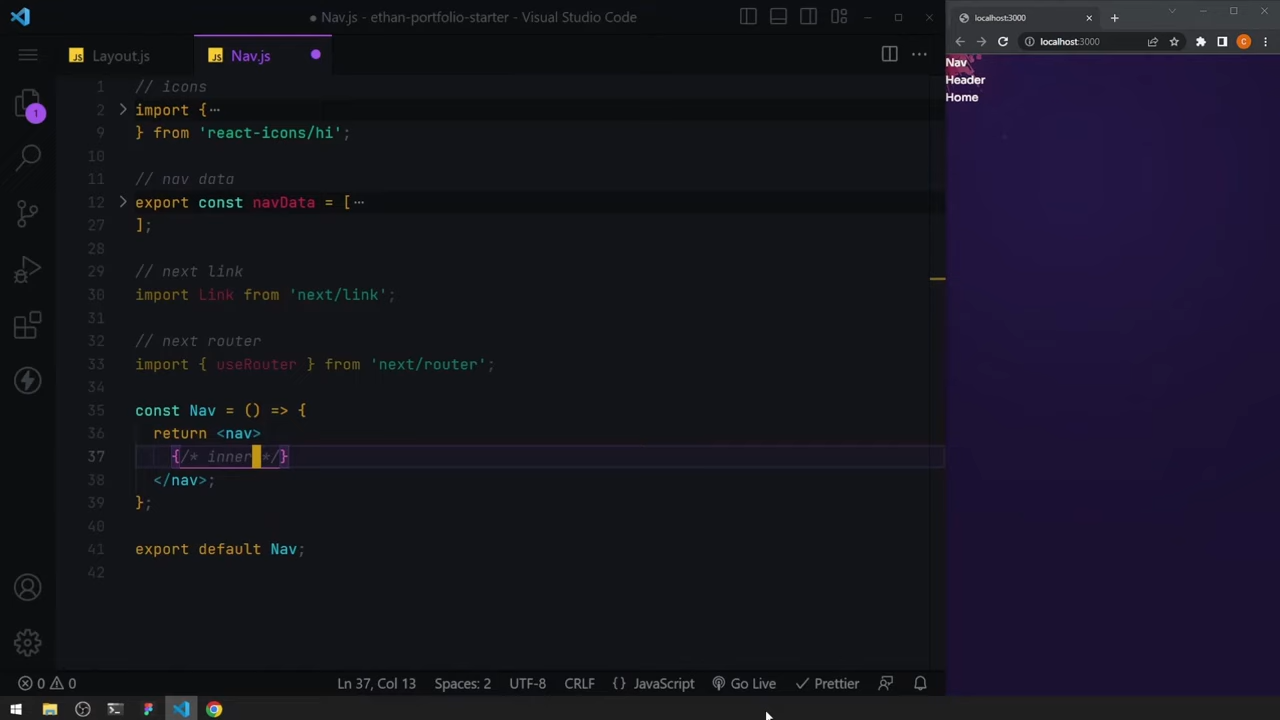 Nav.js - ethan-portfolio-starter - Visual Studio Code
JS Layout.js
JS Nav.js
1 // icons
2 import {…
9 } from 'react-icons/hi';
10
11 // nav data
12 export const navData = […
27 ];
28
29 // next link
30 import Link from 'next/link';
31
32 // next router
33 import { useRouter } from 'next/router';
34
35 const Nav = () => {
36 return <nav>
37 {/* inner */}
38 </nav>;
39 };
40
41 export default Nav;
42
1
0 0
Ln 37, Col 13
Spaces: 2
UTF-8
CRLF
{} JavaScript
Go Live
Prettier
localhost:3000
localhost:3000
C
Nav
Header
Home